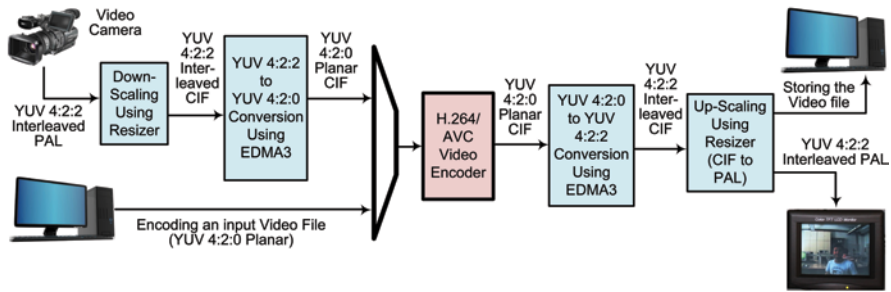 Video
Camera
YUV 4:2:2
Interleaved
PAL
Down-
Scaling
Using
Resizer
YUV
4:2:2
Inter-
leaved
CIF
YUV 4:2:2
to
YUV 4:2:0
Conversion
Using
EDMA3
YUV
4:2:0
Planar
CIF
Encoding an input Video File
(YUV 4:2:0 Planar)
H.264/
AVC
Video
Encoder
YUV
4:2:0
Planar
CIF
YUV 4:2:0
to YUV
4:2:2
Conversion
Using
EDMA3
YUV
4:2:2
Inter-
leaved
CIF
Up-Scaling
Using
Resizer
(CIF to
PAL)
Storing the
Video file
YUV 4:2:2
Interleaved PAL
Color TFT LCD Monitor